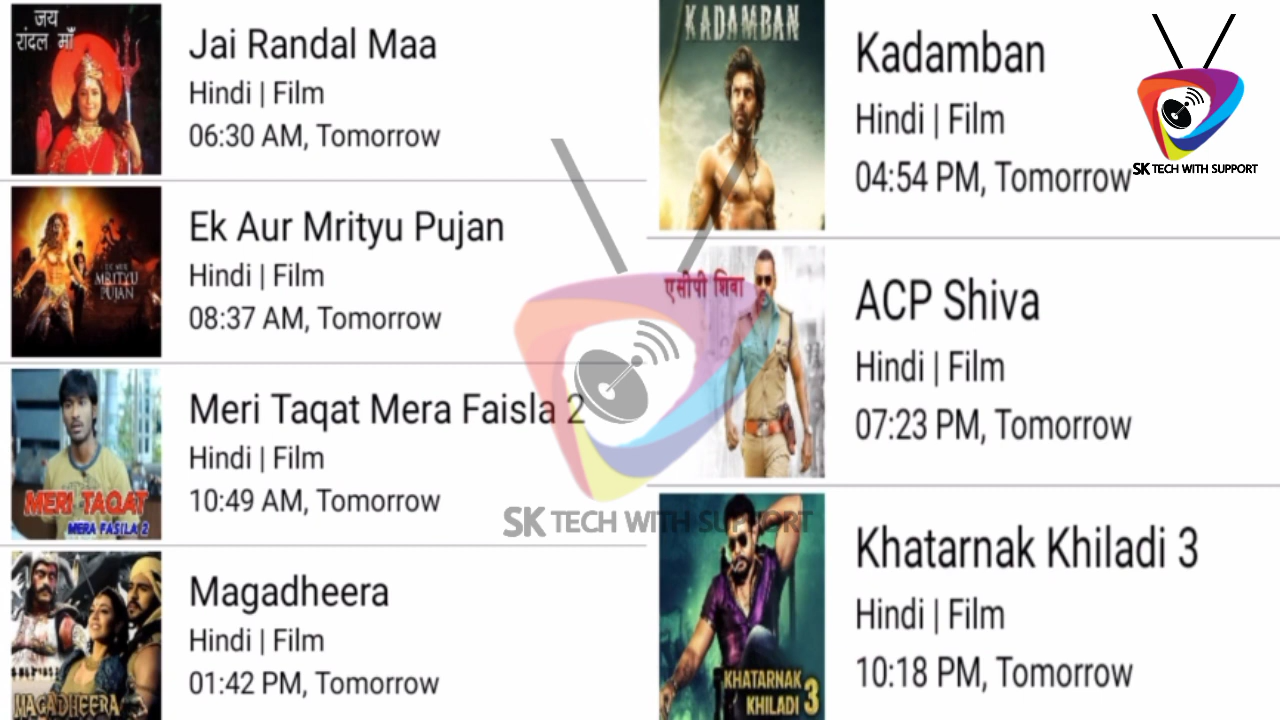 जय
रांदल माँ
Jai Randal Maa
Hindi | Film
06:30 AM, Tomorrow
EK AUR
MRITYU
PUJAN
Ek Aur Mrityu Pujan
Hindi | Film
08:37 AM, Tomorrow
MERI TAQAT
MERA FASILA 2
Meri Taqat Mera Faisla 2
Hindi | Film
10:49 AM, Tomorrow
MAGADHEERA
Magadheera
Hindi | Film
01:42 PM, Tomorrow
KADAMBAN
Kadamban
Hindi | Film
04:54 PM, Tomorrow
एसीपी शिवा
ACP Shiva
Hindi | Film
07:23 PM, Tomorrow
KHATARNAK
KHILADI 3
Khatarnak Khiladi 3
Hindi | Film
10:18 PM, Tomorrow
SK TECH WITH SUPPORT
SK TECH WITH SUPPORT